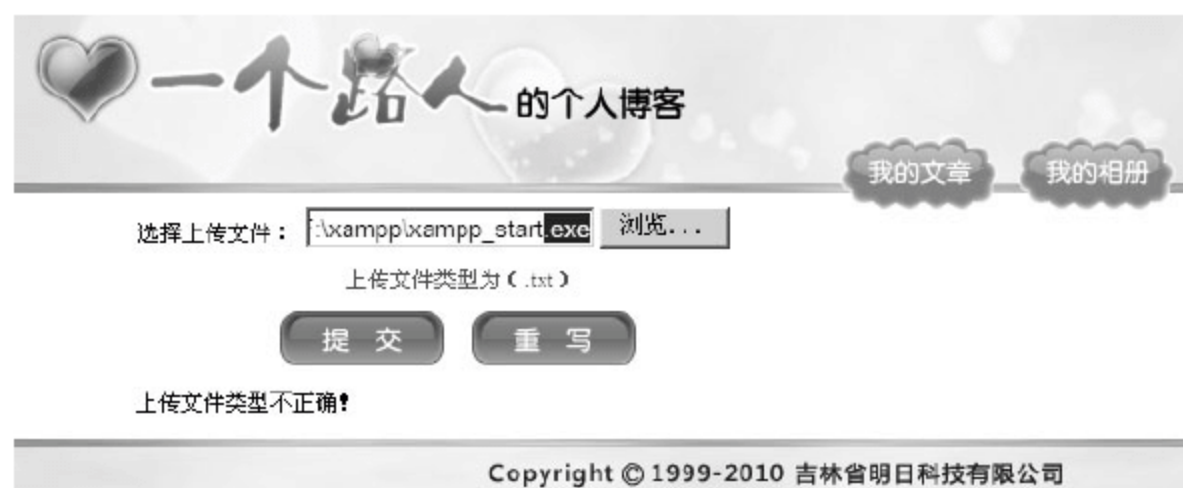 一个路人的个人博客
我的文章 我的相册
选择上传文件： :\xampp\xampp_start.exe 浏览...
上传文件类型为（.txt）
提 交 重 写
上传文件类型不正确！
Copyright © 1999-2010 吉林省明日科技有限公司